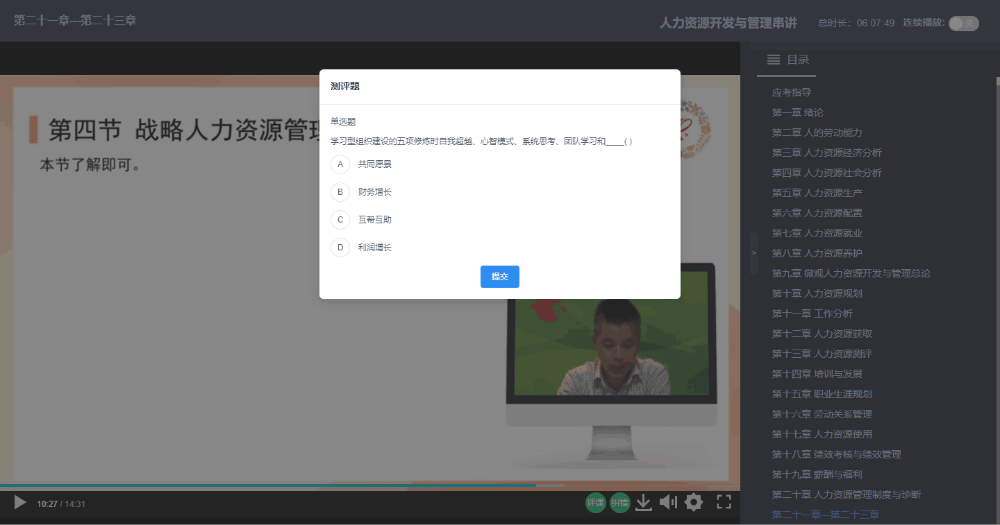 第二十一章---第二十三章
人力资源开发与管理串讲
总时长：06:07:49
连续播放:
关
第四节 战略人力资源管理
本节了解即可。
测评题
单选题
学习型组织建设的五项修炼时自我超越、心智模式、系统思考、团队学习和____( )
A 共同愿景
B 财务增长
C 互帮互助
D 利润增长
提交
10:27 / 14:31
评课
纠错
>
目录
应考指导
第一章 绪论
第二章 人的劳动能力
第三章 人力资源经济分析
第四章 人力资源社会分析
第五章 人力资源生产
第六章 人力资源配置
第七章 人力资源就业
第八章 人力资源养护
第九章 微观人力资源开发与管理总论
第十章 人力资源规划
第十一章 工作分析
第十二章 人力资源获取
第十三章 人力资源测评
第十四章 培训与发展
第十五章 职业生涯规划
第十六章 劳动关系管理
第十七章 人力资源使用
第十八章 绩效考核与绩效管理
第十九章 薪酬与福利
第二十章 人力资源管理制度与诊断
第二十一章---第二十三章